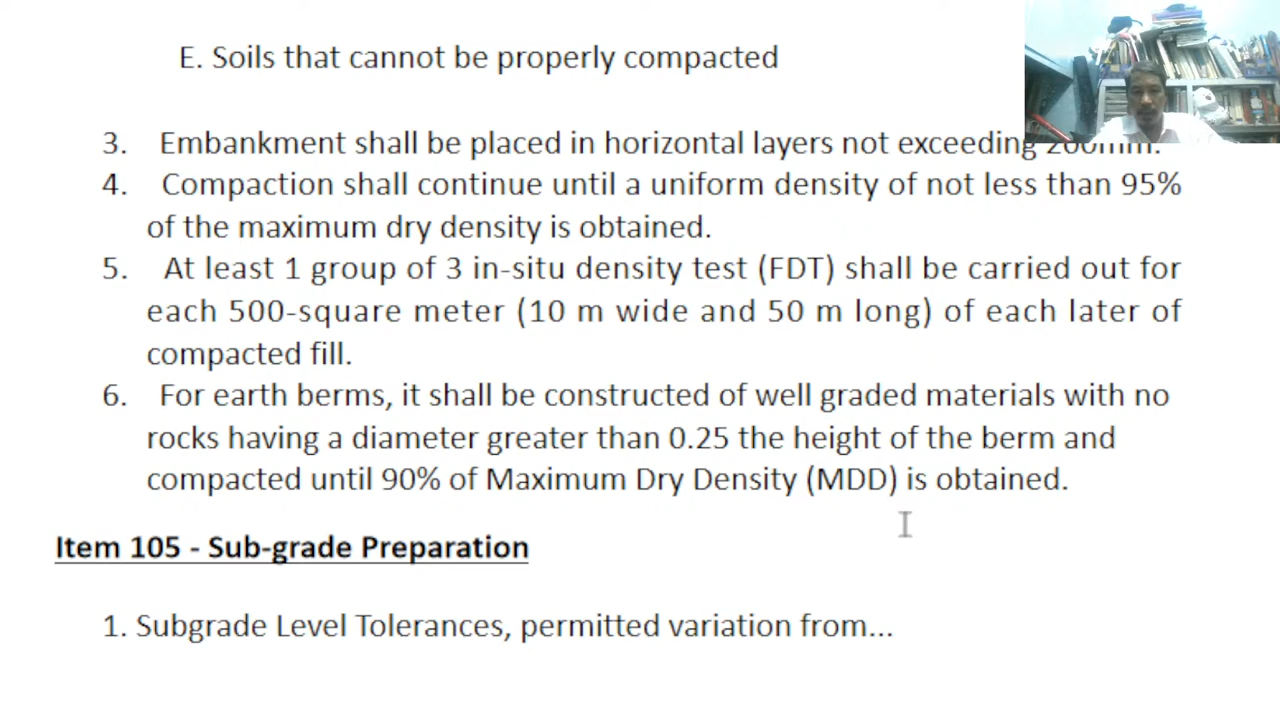 E. Soils that cannot be properly compacted
3. Embankment shall be placed in horizontal layers not exceeding 200mm.
4. Compaction shall continue until a uniform density of not less than 95%
of the maximum dry density is obtained.
5. At least 1 group of 3 in-situ density test (FDT) shall be carried out for
each 500-square meter (10 m wide and 50 m long) of each later of
compacted fill.
6. For earth berms, it shall be constructed of well graded materials with no
rocks having a diameter greater than 0.25 the height of the berm and
compacted until 90% of Maximum Dry Density (MDD) is obtained.
Item 105 - Sub-grade Preparation
1. Subgrade Level Tolerances, permitted variation from...